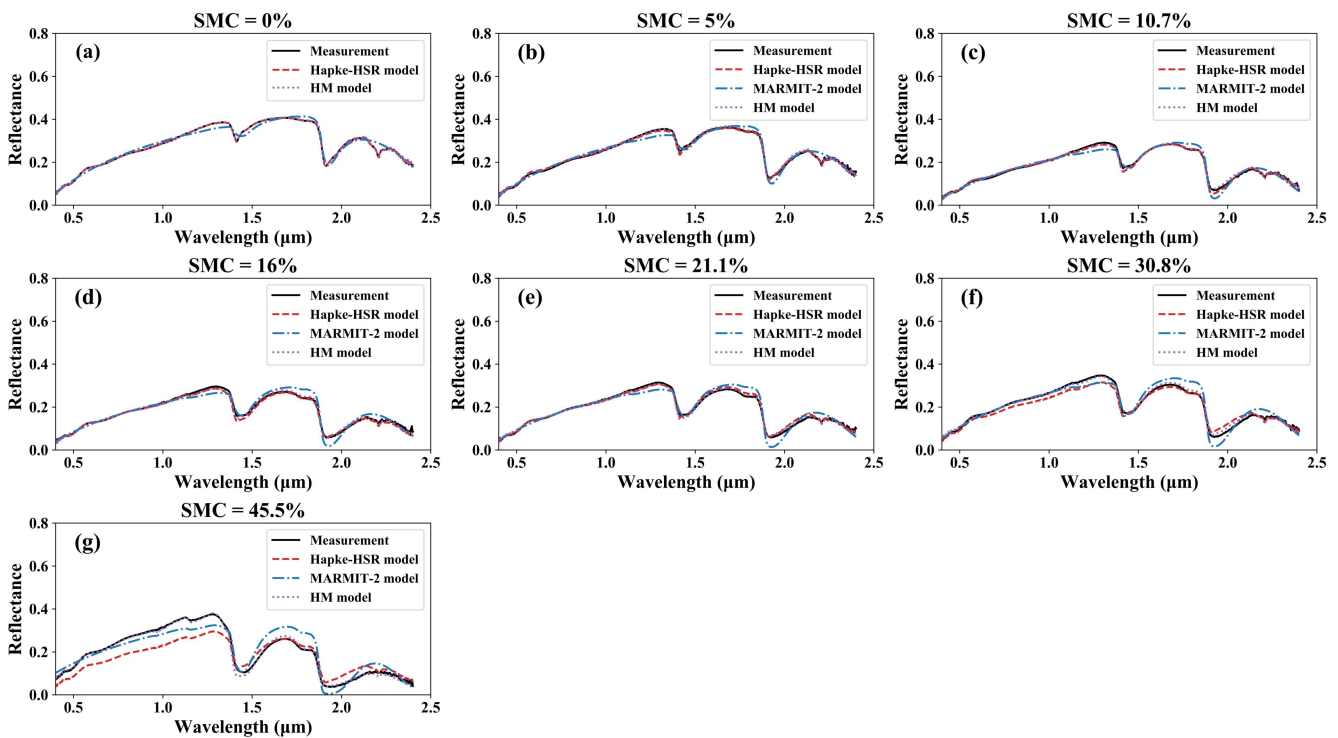 SMC = 0%
(a)
Measurement
Hapke-HSR model
HM model
Reflectance
0.8
0.6
0.4
0.2
0.0
0.5 1.0 1.5 2.0 2.5
Wavelength (μm)
SMC = 5%
(b)
Measurement
Hapke-HSR model
MARMIT-2 model
HM model
Reflectance
0.8
0.6
0.4
0.2
0.0
0.5 1.0 1.5 2.0 2.5
Wavelength (μm)
SMC = 10.7%
(c)
Measurement
Hapke-HSR model
MARMIT-2 model
HM model
Reflectance
0.8
0.6
0.4
0.2
0.0
0.5 1.0 1.5 2.0 2.5
Wavelength (μm)
SMC = 16%
(d)
Measurement
Hapke-HSR model
MARMIT-2 model
HM model
Reflectance
0.8
0.6
0.4
0.2
0.0
0.5 1.0 1.5 2.0 2.5
Wavelength (μm)
SMC = 21.1%
(e)
Measurement
Hapke-HSR model
MARMIT-2 model
HM model
Reflectance
0.8
0.6
0.4
0.2
0.0
0.5 1.0 1.5 2.0 2.5
Wavelength (μm)
SMC = 30.8%
(f)
Measurement
Hapke-HSR model
MARMIT-2 model
HM model
Reflectance
0.8
0.6
0.4
0.2
0.0
0.5 1.0 1.5 2.0 2.5
Wavelength (μm)
SMC = 45.5%
(g)
Measurement
Hapke-HSR model
MARMIT-2 model
HM model
Reflectance
0.8
0.6
0.4
0.2
0.0
0.5 1.0 1.5 2.0 2.5
Wavelength (μm)